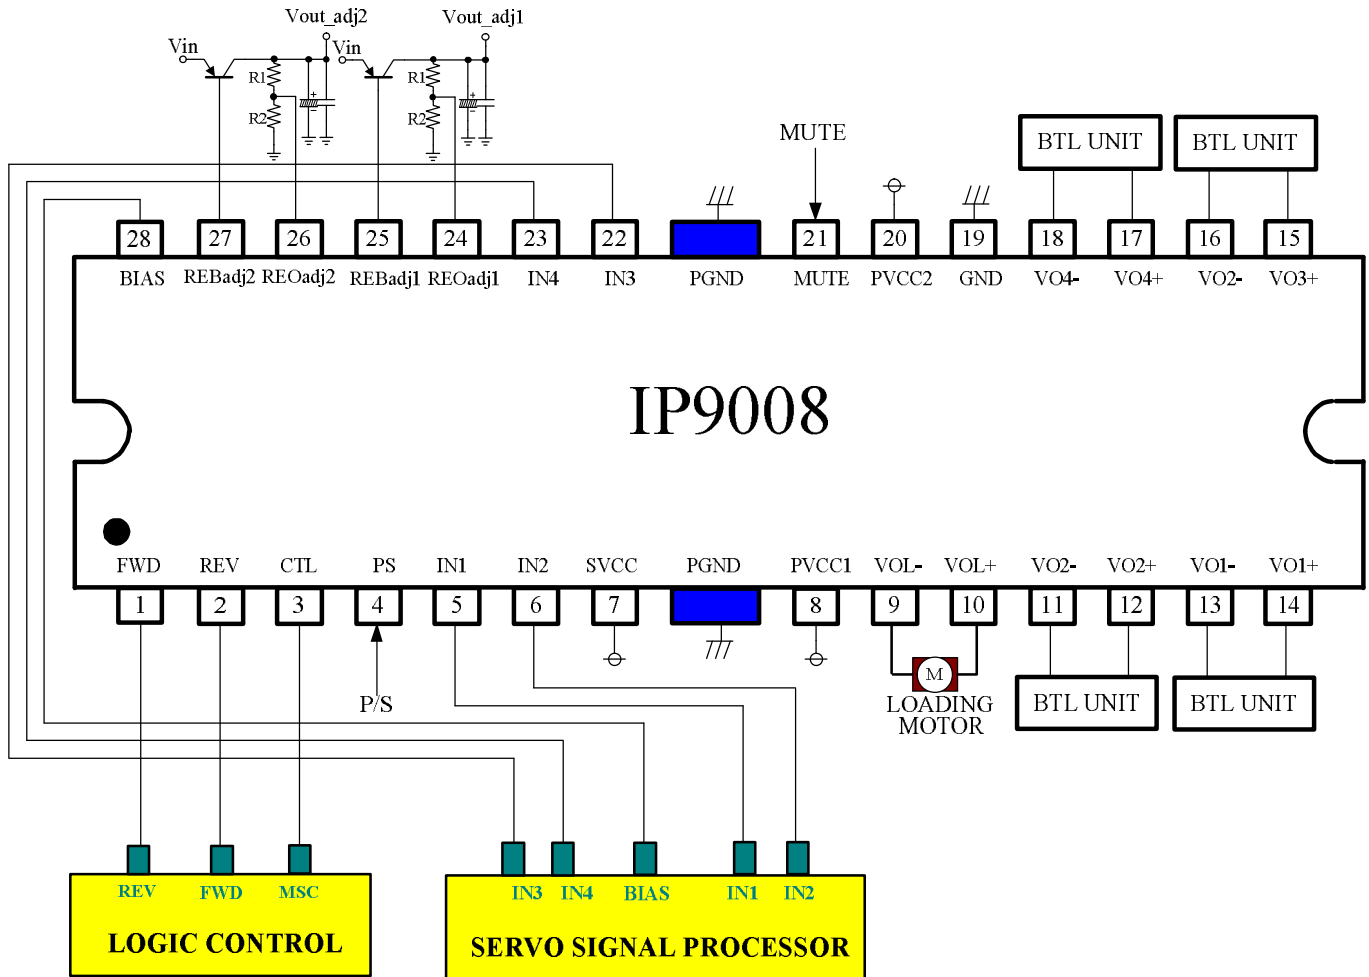 Vout_adj2 Vout_adj1
Vin Vin
R1 R1
+ +
- -
R2 R2
MUTE
BTL UNIT BTL UNIT
28 27 26 25 24 23 22 21 20 19 18 17 16 15
BIAS REBadj2 REOadj2 REBadj1 REOadj1 IN4 IN3 PGND MUTE PVCC2 GND VO4- VO4+ VO2- VO3+
IP9008
FWD REV CTL PS IN1 IN2 SVCC PGND PVCC1 VOL- VOL+ VO2- VO2+ VO1- VO1+
1 2 3 4 5 6 7 8 9 10 11 12 13 14
M
P/S
LOADING
MOTOR
BTL UNIT BTL UNIT
REV FWD MSC
LOGIC CONTROL
IN3 IN4 BIAS IN1 IN2
SERVO SIGNAL PROCESSOR